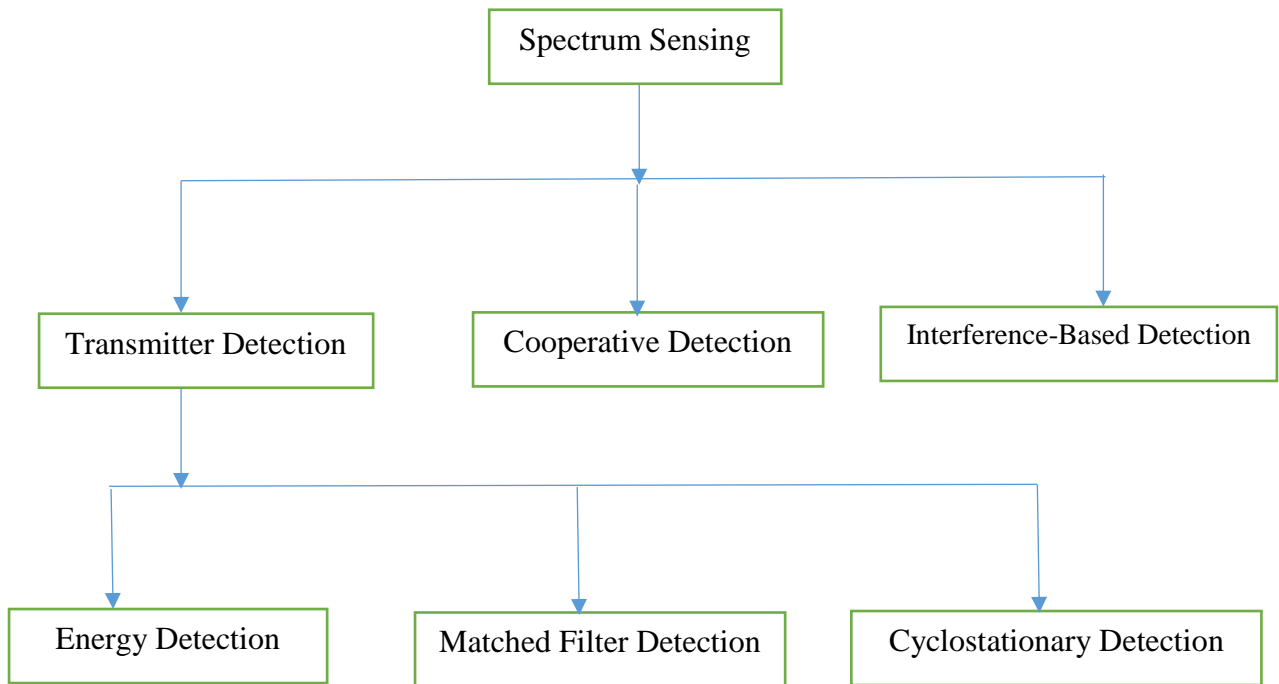 Spectrum Sensing
Transmitter Detection
Cooperative Detection
Interference-Based Detection
Energy Detection
Matched Filter Detection
Cyclostationary Detection